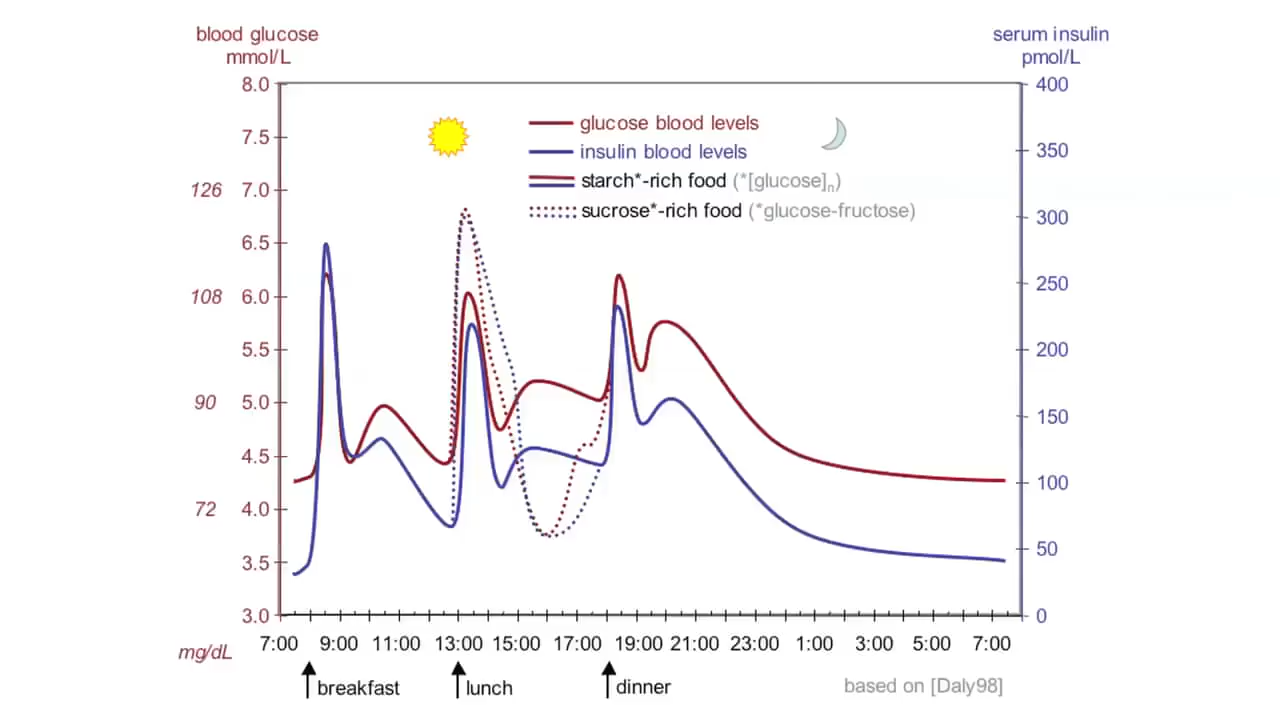 blood glucose
mmol/L
serum insulin
pmol/L
8.0
7.5
126 7.0
6.5
108 6.0
5.5
90 5.0
4.5
72 4.0
3.5
3.0
mg/dL
glucose blood levels
insulin blood levels
starch*-rich food (*[glucose]n)
sucrose*-rich food (*glucose-fructose)
400
350
300
250
200
150
100
50
0
7:00 9:00 11:00 13:00 15:00 17:00 19:00 21:00 23:00 1:00 3:00 5:00 7:00
breakfast lunch dinner
based on [Daly98]